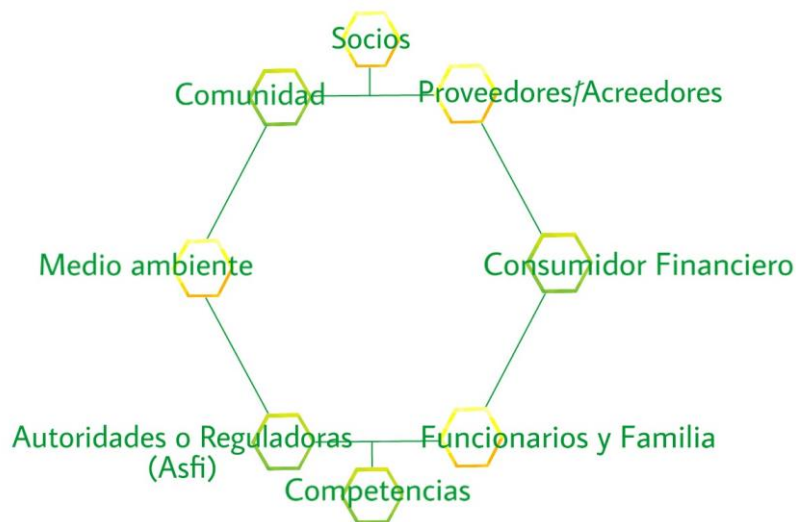 Socios
Comunidad
Proveedores/Acreedores
Medio ambiente
Consumidor Financiero
Autoridades o Reguladoras
(Asfi)
Funcionarios y Familia
Competencias